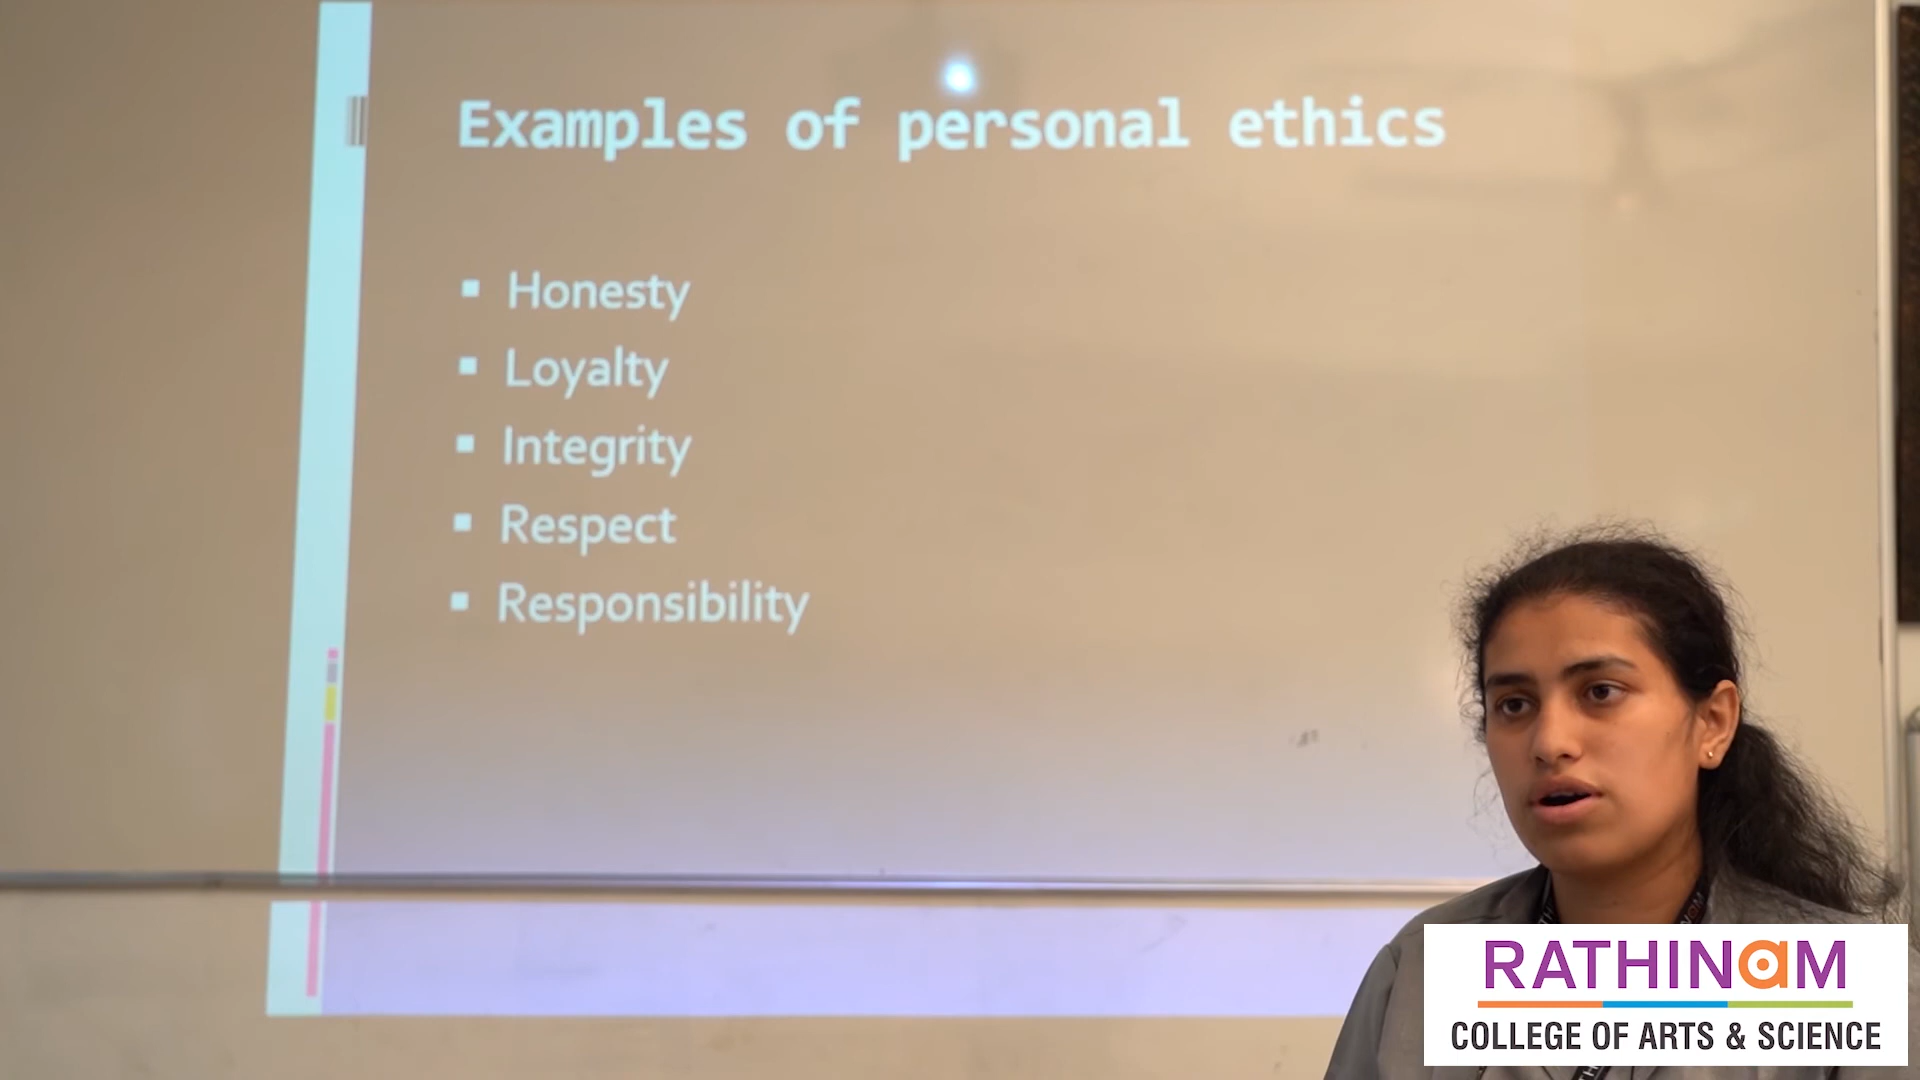 Examples of personal ethics
▪ Honesty
▪ Loyalty
▪ Integrity
▪ Respect
▪ Responsibility
RATHINAM
COLLEGE OF ARTS & SCIENCE